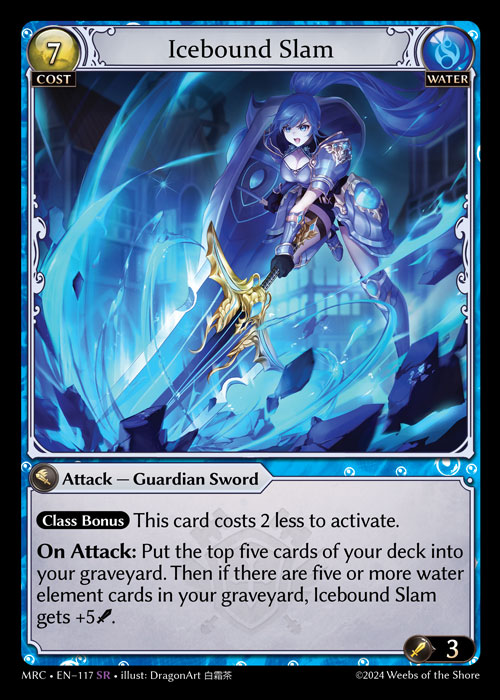 7
COST
Icebound Slam
WATER
Attack — Guardian Sword
Class Bonus This card costs 2 less to activate.
On Attack: Put the top five cards of your deck into
your graveyard. Then if there are five or more water
element cards in your graveyard, Icebound Slam
gets +5.
3
MRC • EN–117 SR • illust: DragonArt 白霜茶
©2024 Weebs of the Shore